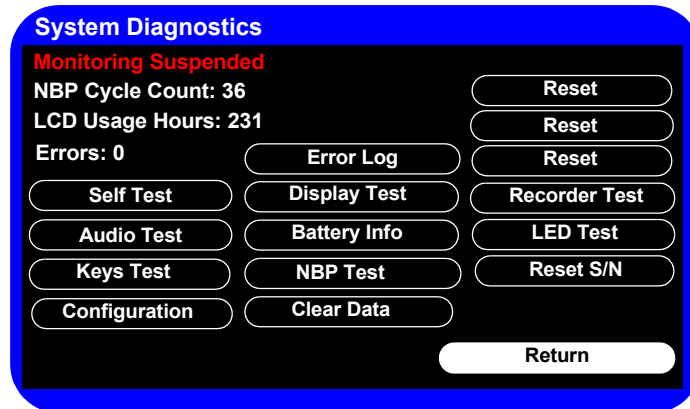 System Diagnostics
Monitoring Suspended
NBP Cycle Count: 36 Reset
LCD Usage Hours: 231 Reset
Errors: 0 Error Log Reset
Self Test Display Test Recorder Test
Audio Test Battery Info LED Test
Keys Test NBP Test Reset S/N
Configuration Clear Data
Return